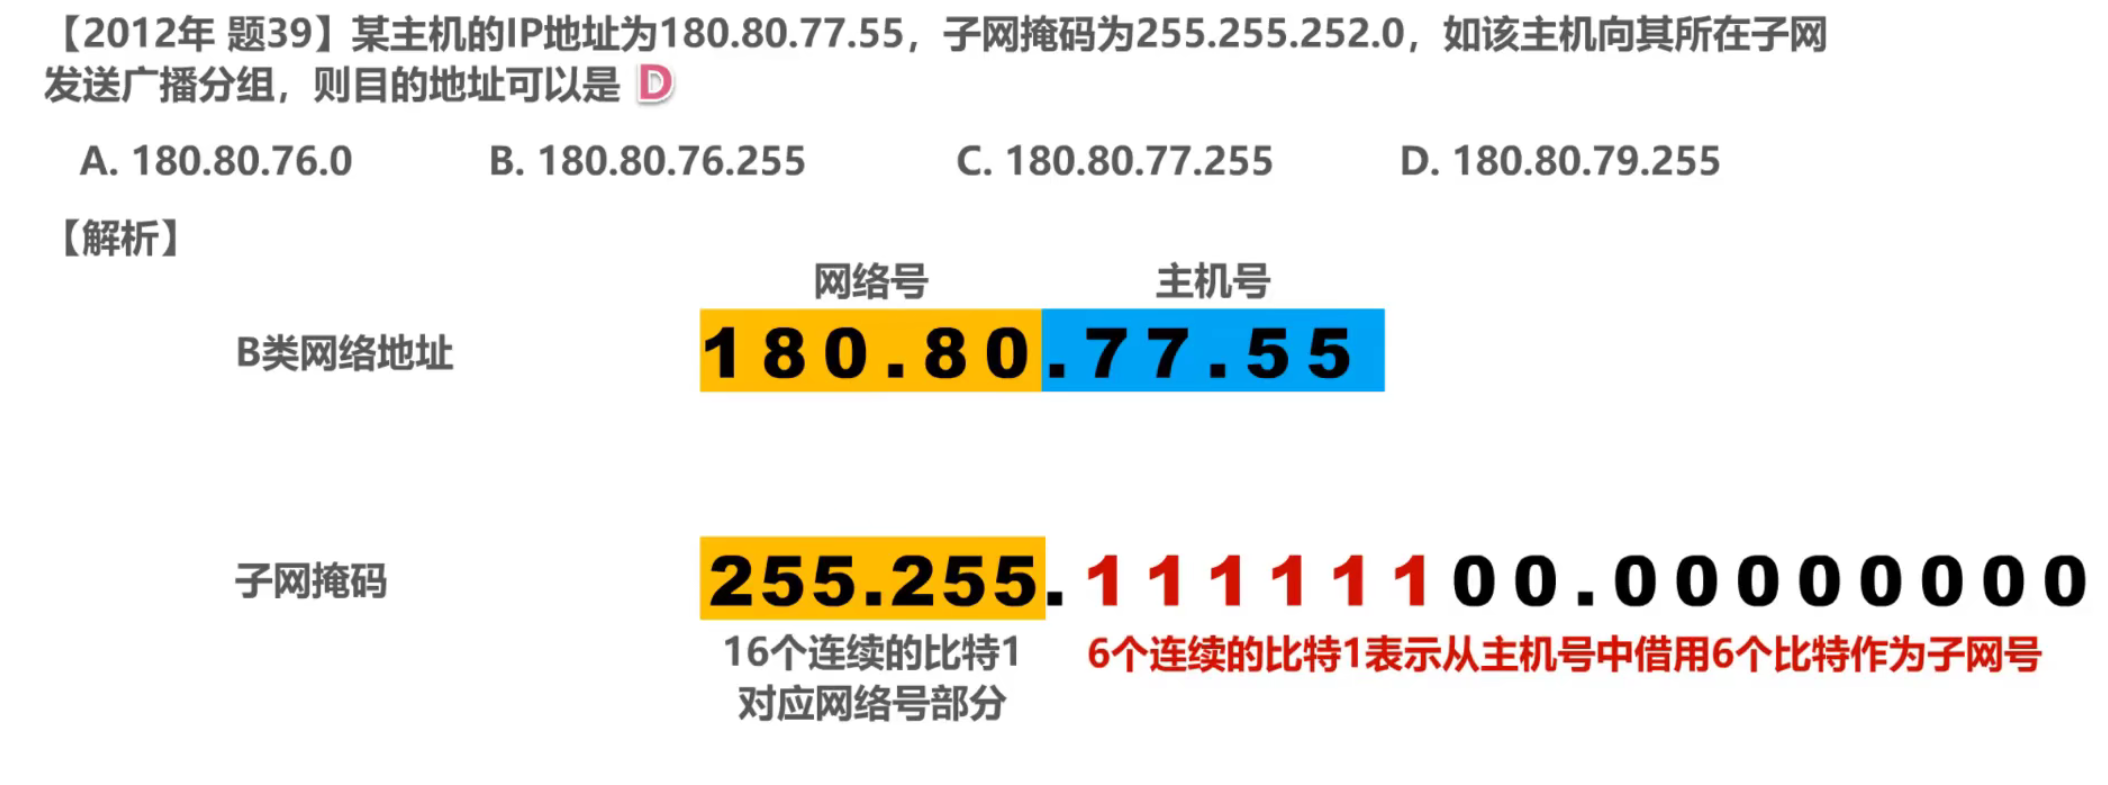 【2012年 题39】某主机的IP地址为180.80.77.55，子网掩码为255.255.252.0，如该主机向其所在子网
发送广播分组，则目的地址可以是 D
A. 180.80.76.0 B. 180.80.76.255 C. 180.80.77.255 D. 180.80.79.255
【解析】
网络号 主机号
B类网络地址 180.80.77.55
子网掩码 255.255.11111100.00000000
16个连续的比特1 6个连续的比特1表示从主机号中借用6个比特作为子网号
对应网络号部分